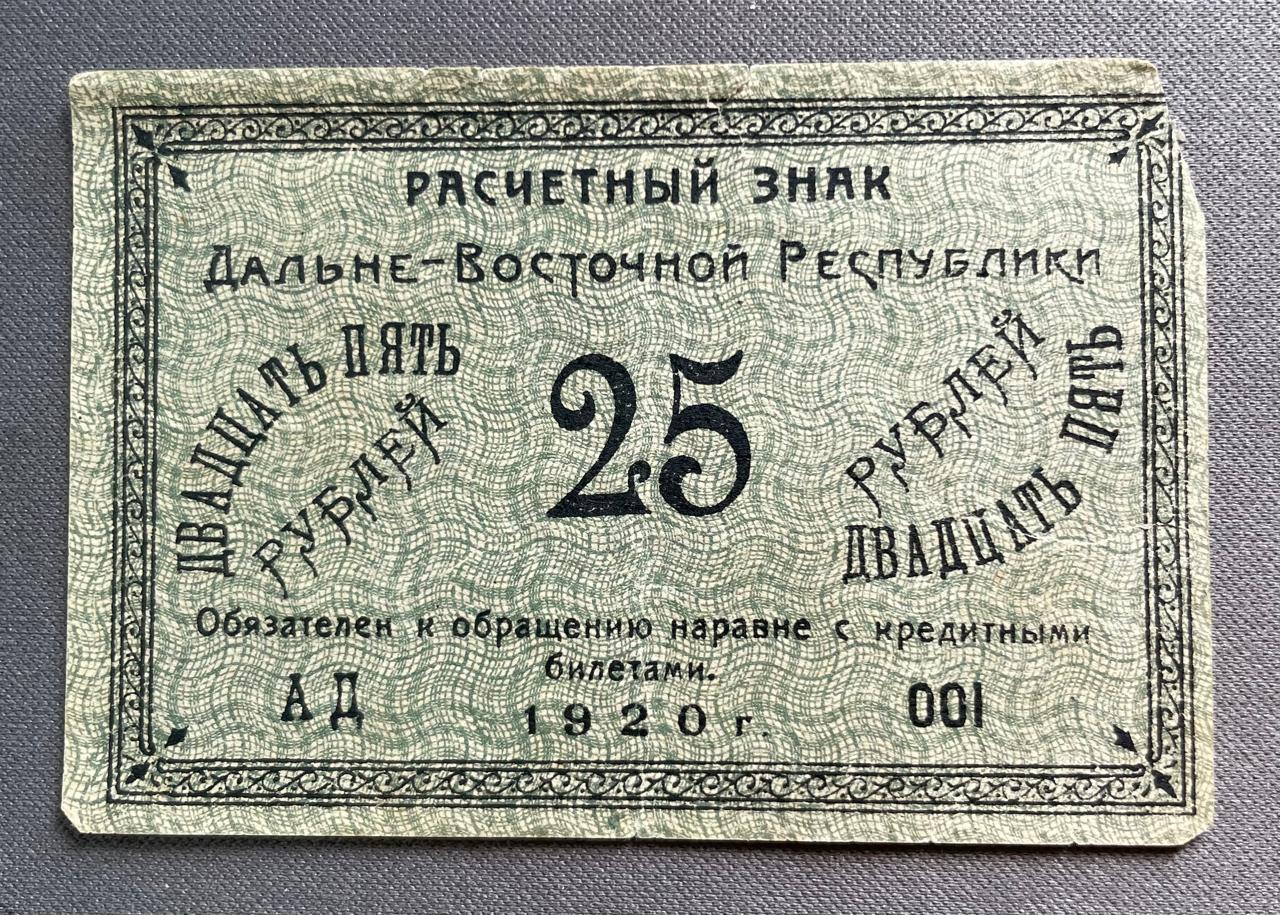 РАСЧЕТНЫЙ ЗНАК
ДАЛЬНЕ-ВОСТОЧНОЙ РЕСПУБЛИКИ
ДВАДЦАТЬ ПЯТЬ
РУБЛЕЙ
25
РУБЛЕЙ
ДВАДЦАТЬ ПЯТЬ
Обязателен к обращению наравне с кредитными
билетами.
АД
1920 г.
001